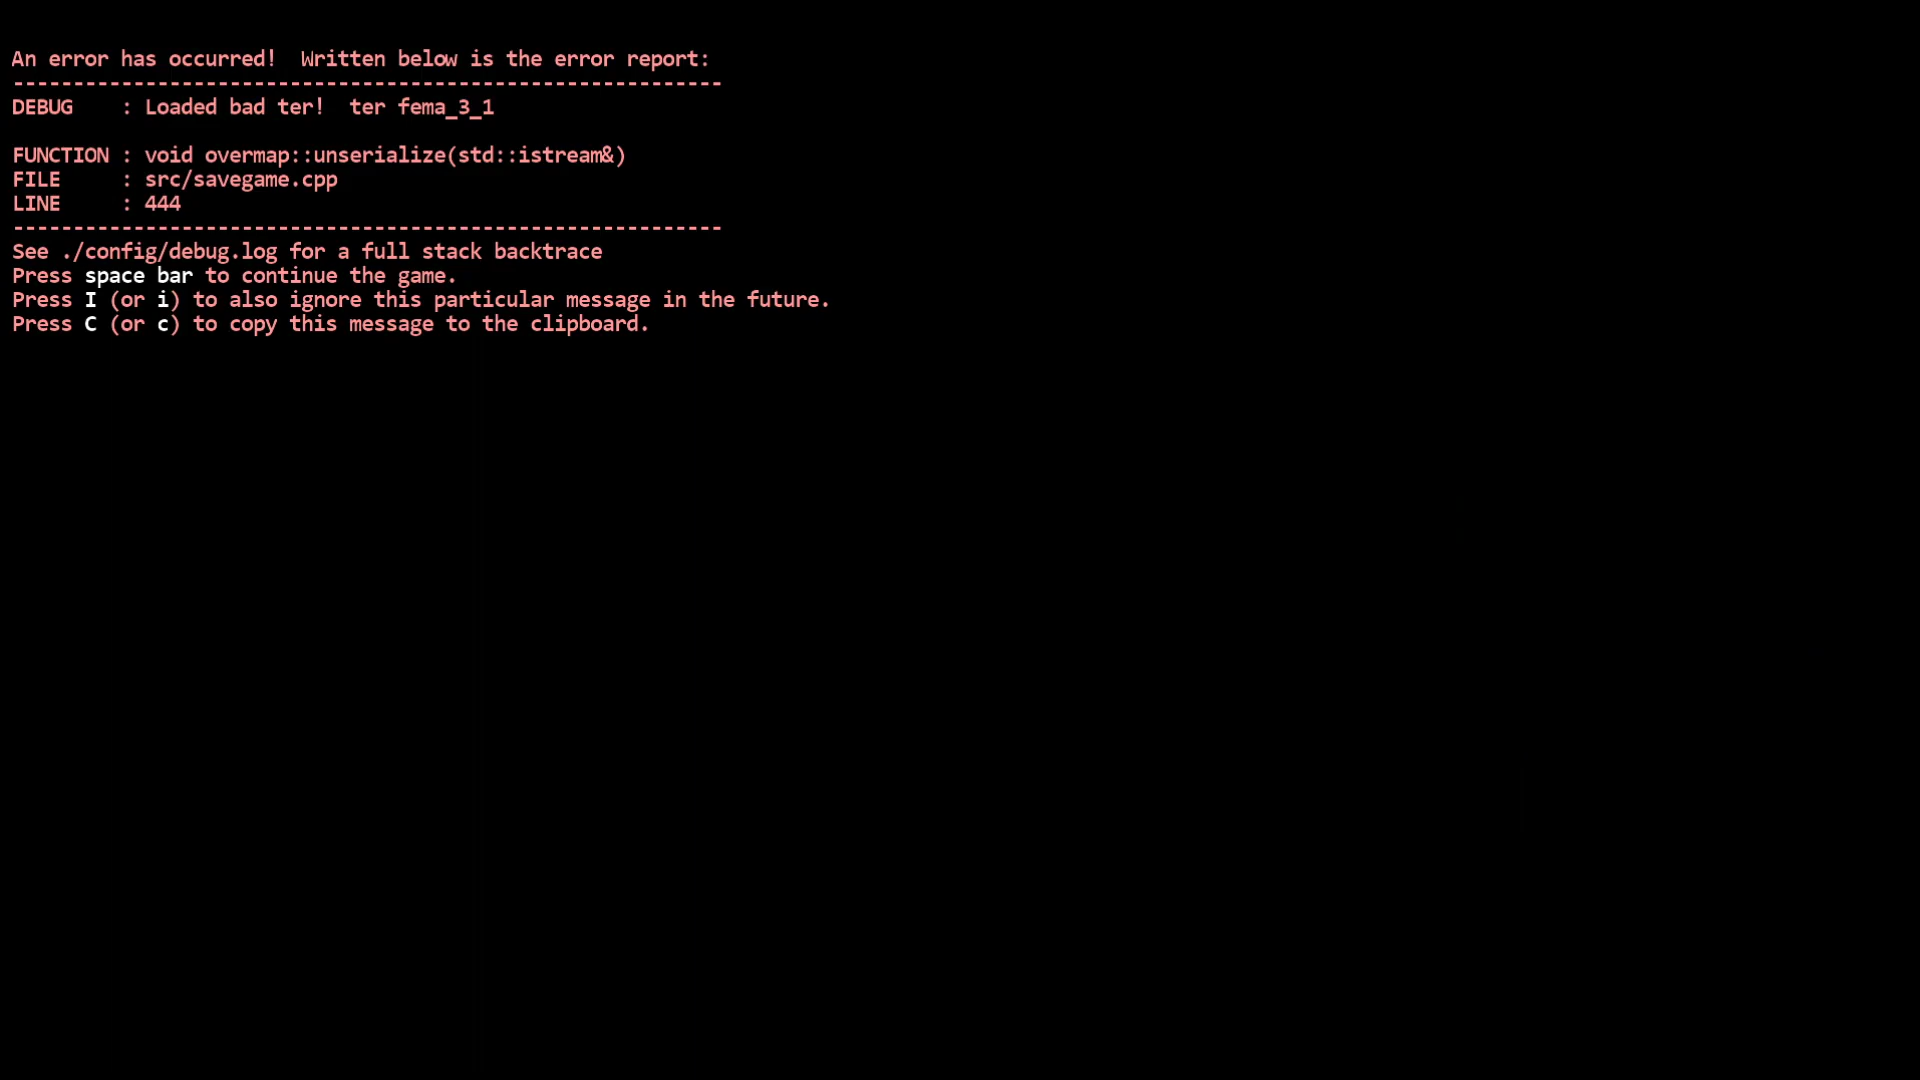 An error has occurred!  Written below is the error report:
-----------------------------------------------------------
DEBUG    : Loaded bad ter!  ter fema_3_1
FUNCTION : void overmap::unserialize(std::istream&)
FILE     : src/savegame.cpp
LINE     : 444
-----------------------------------------------------------
See ./config/debug.log for a full stack backtrace
Press space bar to continue the game.
Press I (or i) to also ignore this particular message in the future.
Press C (or c) to copy this message to the clipboard.